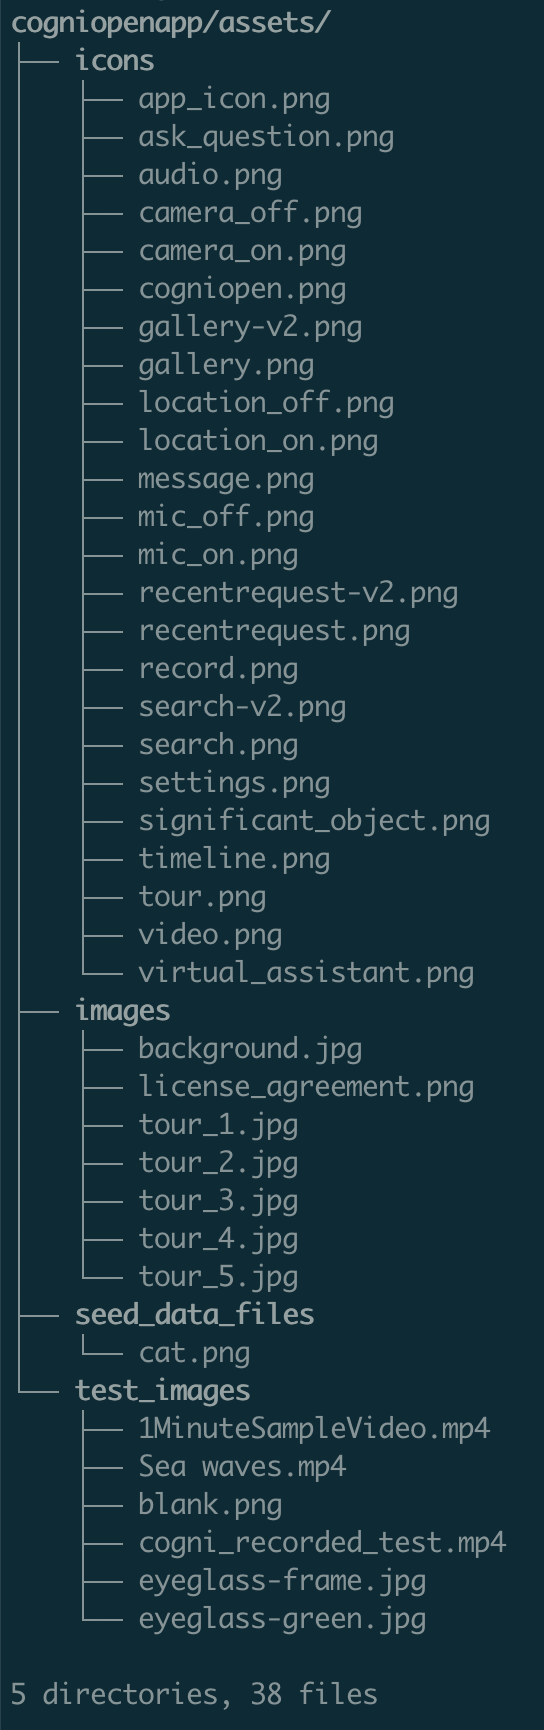 cogniopenapp/assets/
├── icons
│   ├── app_icon.png
│   ├── ask_question.png
│   ├── audio.png
│   ├── camera_off.png
│   ├── camera_on.png
│   ├── cogniopen.png
│   ├── gallery-v2.png
│   ├── gallery.png
│   ├── location_off.png
│   ├── location_on.png
│   ├── message.png
│   ├── mic_off.png
│   ├── mic_on.png
│   ├── recentrequest-v2.png
│   ├── recentrequest.png
│   ├── record.png
│   ├── search-v2.png
│   ├── search.png
│   ├── settings.png
│   ├── significant_object.png
│   ├── timeline.png
│   ├── tour.png
│   ├── video.png
│   └── virtual_assistant.png
├── images
│   ├── background.jpg
│   ├── license_agreement.png
│   ├── tour_1.jpg
│   ├── tour_2.jpg
│   ├── tour_3.jpg
│   ├── tour_4.jpg
│   └── tour_5.jpg
├── seed_data_files
│   └── cat.png
└── test_images
    ├── 1MinuteSampleVideo.mp4
    ├── Sea waves.mp4
    ├── blank.png
    ├── cogni_recorded_test.mp4
    ├── eyeglass-frame.jpg
    └── eyeglass-green.jpg

5 directories, 38 files